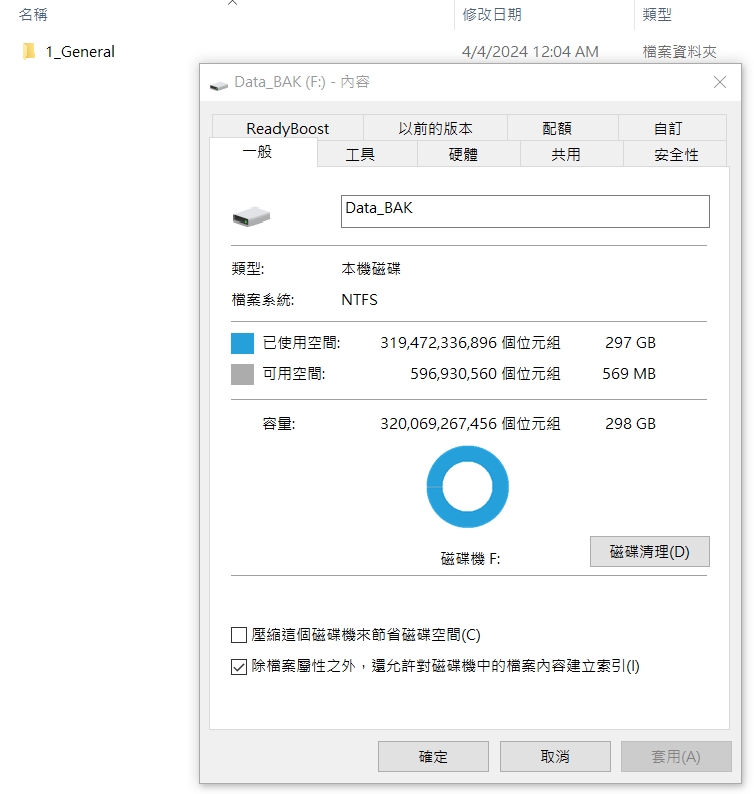 名稱 修改日期 類型
1_General 4/4/2024 12:04 AM 檔案資料夾
Data_BAK (F:) - 內容
ReadyBoost 以前的版本 配額 自訂
一般 工具 硬體 共用 安全性
Data_BAK
類型: 本機磁碟
檔案系統: NTFS
已使用空間: 319,472,336,896 個位元組 297 GB
可用空間: 596,930,560 個位元組 569 MB
容量: 320,069,267,456 個位元組 298 GB
磁碟機 F: 磁碟清理(D)
壓縮這個磁碟機來節省磁碟空間(C)
除檔案屬性之外，還允許對磁碟機中的檔案內容建立索引(I)
確定 取消 套用(A)